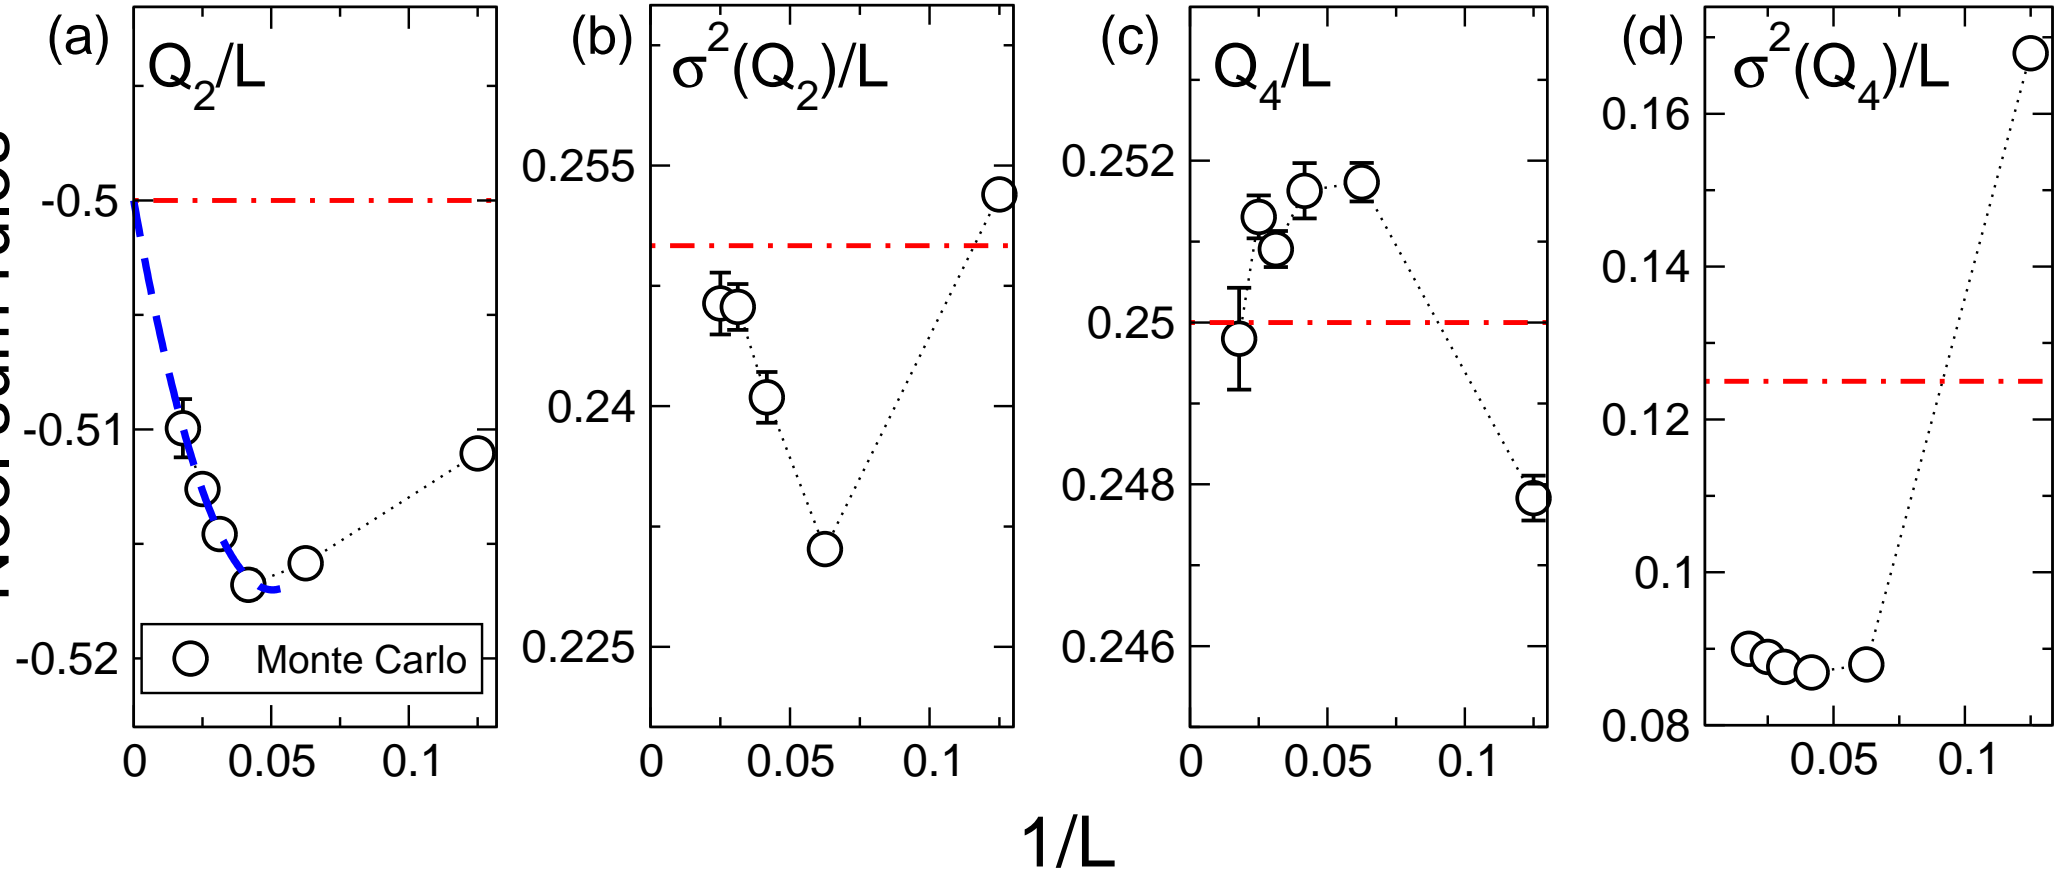 (a)
Q2/L
-0.5
-0.51
-0.52
Monte Carlo
0 0.05 0.1
(b)
σ²(Q2)/L
0.255
0.24
0.225
0 0.05 0.1
(c)
Q4/L
0.252
0.25
0.248
0.246
0 0.05 0.1
(d)
σ²(Q4)/L
0.16
0.14
0.12
0.1
0.08
0.05 0.1
1/L